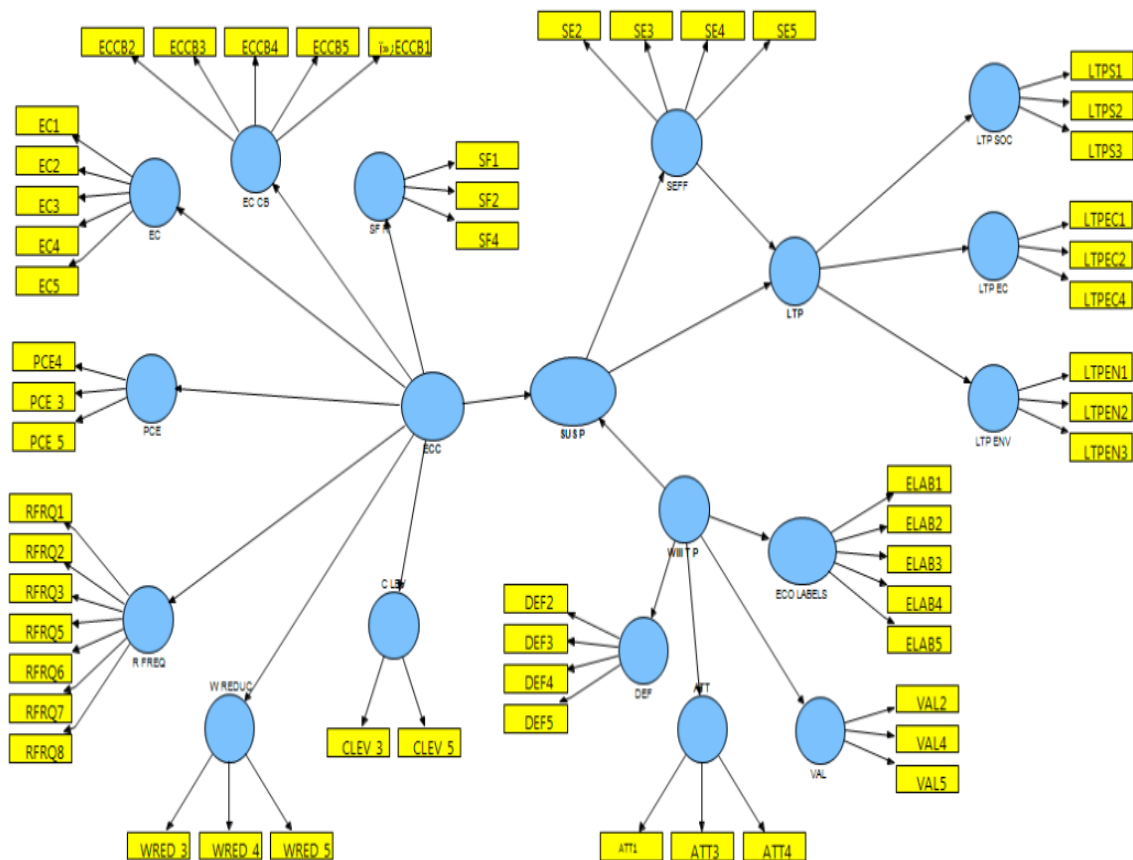 ECCB2 ECCB3 ECCB4 ECCB5 ï»¿ECCB1
SE2 SE3 SE4 SE5
EC1
EC2
EC3
EC4
EC5
EC
EC CB
SF1
SF2
SF4
SEFF
LTPS1
LTPS2
LTPS3
LTP SOC
LTPEC1
LTPEC2
LTPEC4
LTP EC
LTP
PCE4
PCE 3
PCE 5
PCE
ECC
SUS P
LTPEN1
LTPEN2
LTPEN3
LTP ENV
RFRQ1
RFRQ2
RFRQ3
RFRQ5
RFRQ6
RFRQ7
RFRQ8
R FREQ
W REDUC
C LEV
CLEV 3 CLEV 5
WRED 3 WRED 4 WRED 5
WIll T P
ELAB1
ELAB2
ELAB3
ELAB4
ELAB5
ECO LABELS
DEF2
DEF3
DEF4
DEF5
DEF
ATT
VAL2
VAL4
VAL5
VAL
ATT1 ATT3 ATT4